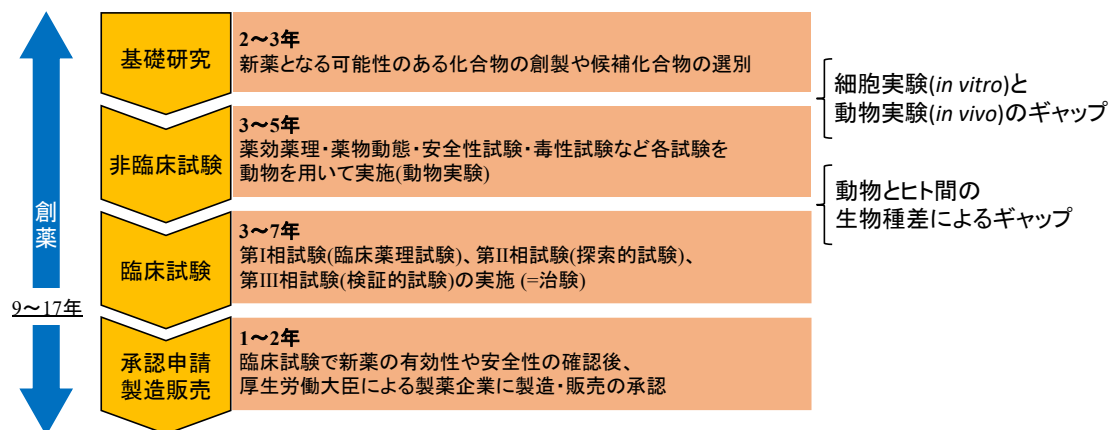 創薬
9～17年
基礎研究
2～3年
新薬となる可能性のある化合物の創製や候補化合物の選別
非臨床試験
3～5年
薬効薬理・薬物動態・安全性試験・毒性試験など各試験を
動物を用いて実施(動物実験)
臨床試験
3～7年
第I相試験(臨床薬理試験)、第II相試験(探索的試験)、
第III相試験(検証的試験)の実施 (=治験)
承認申請
製造販売
1～2年
臨床試験で新薬の有効性や安全性の確認後、
厚生労働大臣による製薬企業に製造・販売の承認
細胞実験(in vitro)と
動物実験(in vivo)のギャップ
動物とヒト間の
生物種差によるギャップ